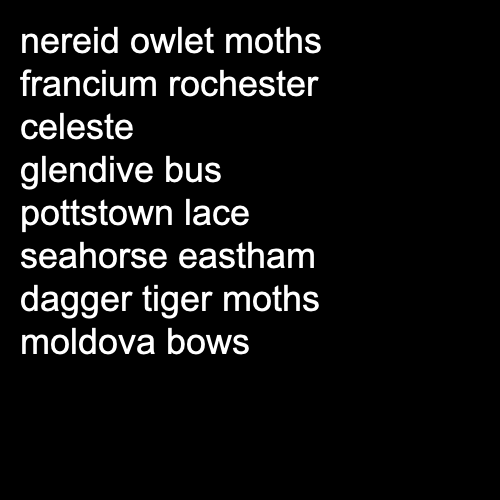 nereid owlet moths
francium rochester
celeste
glendive bus
pottstown lace
seahorse eastham
dagger tiger moths
moldova bows